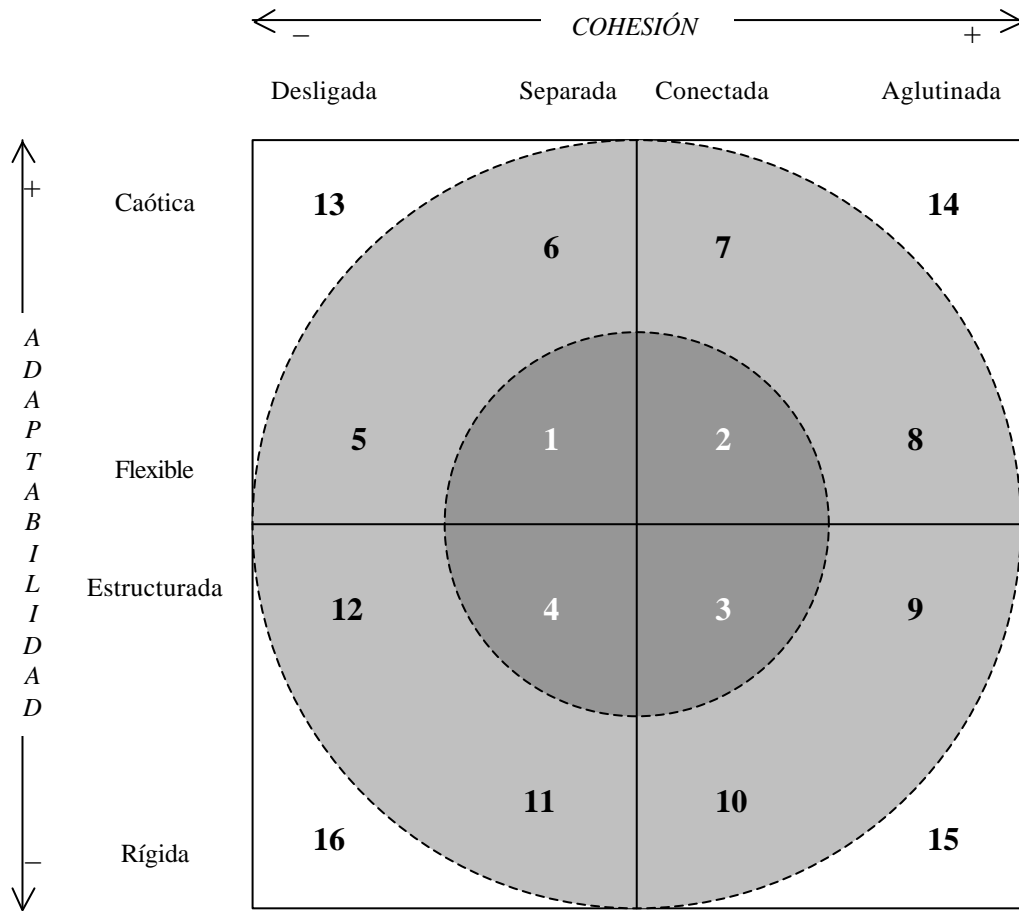 COHESIÓN
– +
Desligada Separada Conectada Aglutinada
+
Caótica
13 14
6 7
A
D
A
P
T
A
B
I
L
I
D
A
D
5 1 2 8
Flexible
Estructurada
12 4 3 9
11 10
16 15
–
Rígida